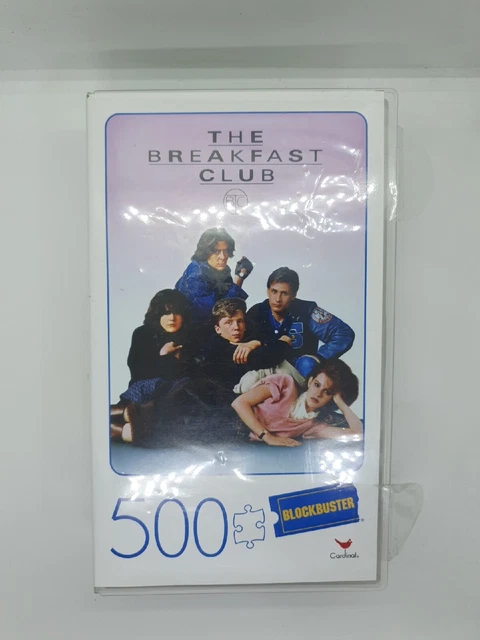 THE
BREAKFAST
CLUB
500
BLOCKBUSTER
Cardinal